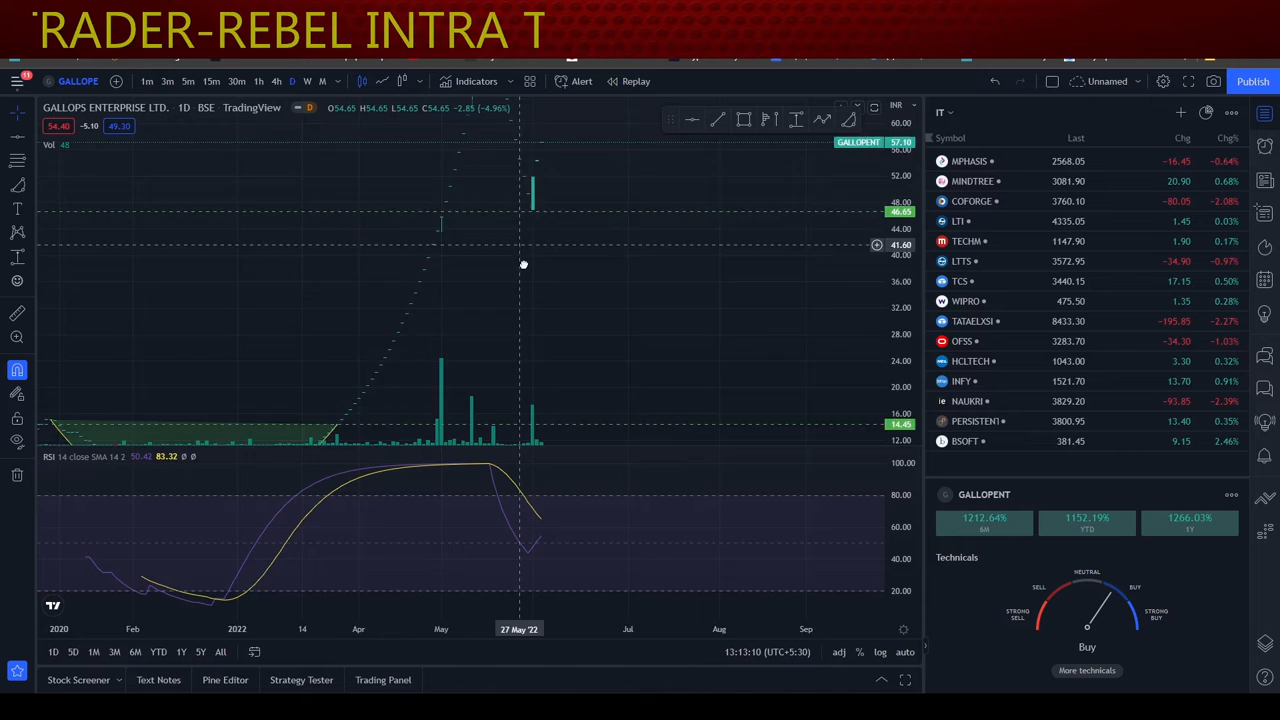 RADER-REBEL INTRA T
11
G GALLOPE
1m 3m 5m 15m 30m 1h 4h D W M
Indicators
Alert
Replay
Unnamed
Publish
GALLOPS ENTERPRISE LTD. · 1D · BSE · TradingView D O54.65 H54.65 L54.65 C54.65 −2.85 (−4.96%)
54.40 -5.10 49.30
Vol 48
INR
60.00
GALLOPENT 57.10
56.00
52.00
48.00
46.65
44.00
41.60
40.00
36.00
32.00
28.00
24.00
20.00
16.00
14.45
12.00
RSI 14 close SMA 14 2 50.42 83.32 Ø Ø
100.00
80.00
60.00
40.00
20.00
2020 Feb 2022 14 Apr May 27 May '22 Jul Aug Sep
1D 5D 1M 3M 6M YTD 1Y 5Y All
13:13:10 (UTC+5:30) adj % log auto
Stock Screener Text Notes Pine Editor Strategy Tester Trading Panel
IT
Symbol Last Chg Chg%
MPHASIS 2568.05 −16.45 −0.64%
MINDTREE 3081.90 20.90 0.68%
COFORGE 3760.10 −80.05 −2.08%
LTI 4335.05 1.45 0.03%
TECHM 1147.90 1.90 0.17%
LTTS 3572.95 −34.90 −0.97%
TCS 3440.15 17.15 0.50%
WIPRO 475.50 1.35 0.28%
TATAELXSI 8433.30 −195.85 −2.27%
OFSS 3283.70 −34.30 −1.03%
HCLTECH 1043.00 3.30 0.32%
INFY 1521.70 13.70 0.91%
NAUKRI 3829.20 −93.85 −2.39%
PERSISTENT 3800.95 13.40 0.35%
BSOFT 381.45 9.15 2.46%
G GALLOPENT
1212.64% 1152.19% 1266.03%
6M YTD 1Y
Technicals
NEUTRAL
SELL BUY
STRONG SELL STRONG BUY
Buy
More technicals